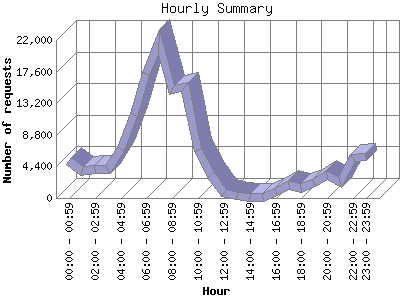 Hourly Summary
Number of requests
22,000
17,600
13,200
8,800
4,400
0
00:00 - 00:59
02:00 - 02:59
04:00 - 04:59
06:00 - 06:59
08:00 - 08:59
10:00 - 10:59
12:00 - 12:59
14:00 - 14:59
16:00 - 16:59
18:00 - 18:59
20:00 - 20:59
22:00 - 22:59
23:00 - 23:59
Hour